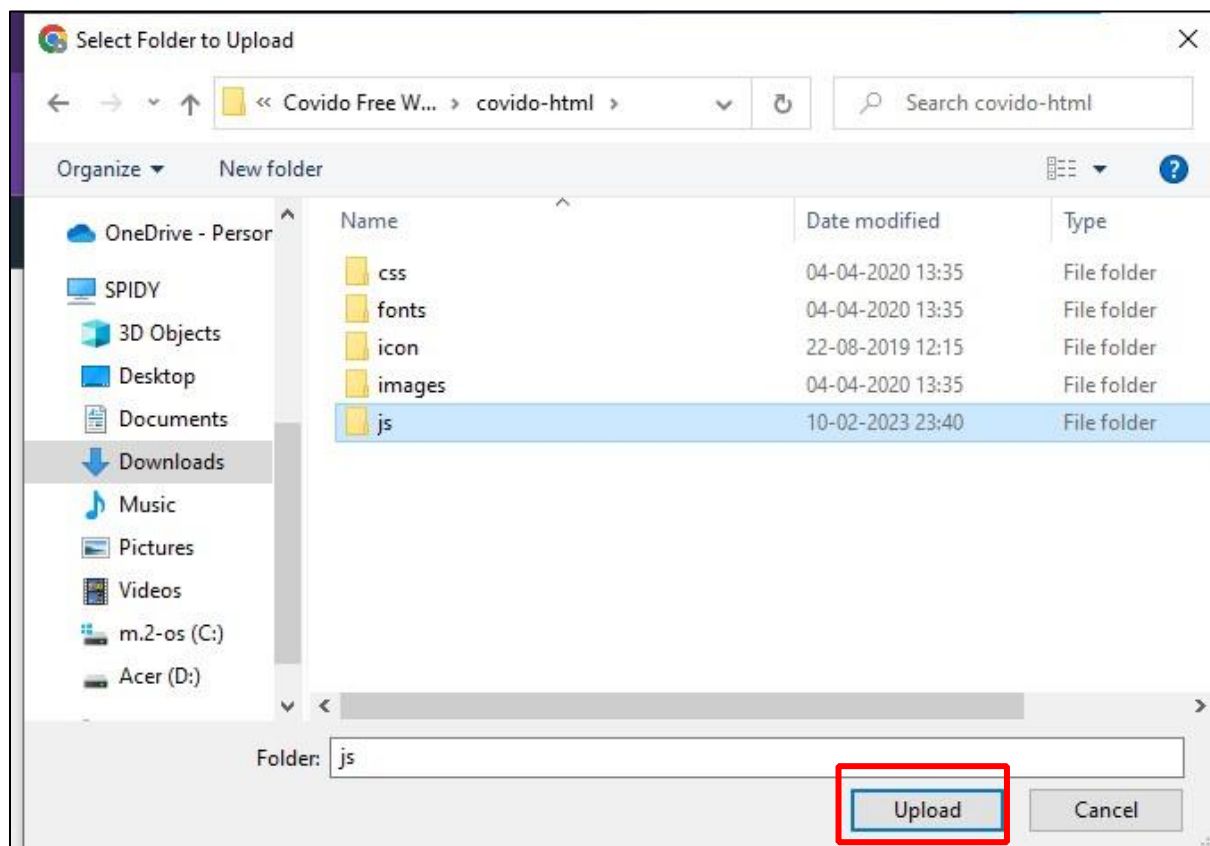 Select Folder to Upload
« Covido Free W... › covido-html ›
Search covido-html
Organize
New folder
?
Name
Date modified
Type
css 04-04-2020 13:35 File folder
fonts 04-04-2020 13:35 File folder
icon 22-08-2019 12:15 File folder
images 04-04-2020 13:35 File folder
js 10-02-2023 23:40 File folder
OneDrive - Person
SPIDY
3D Objects
Desktop
Documents
Downloads
Music
Pictures
Videos
m.2-os (C:)
Acer (D:)
Folder: js
Upload
Cancel